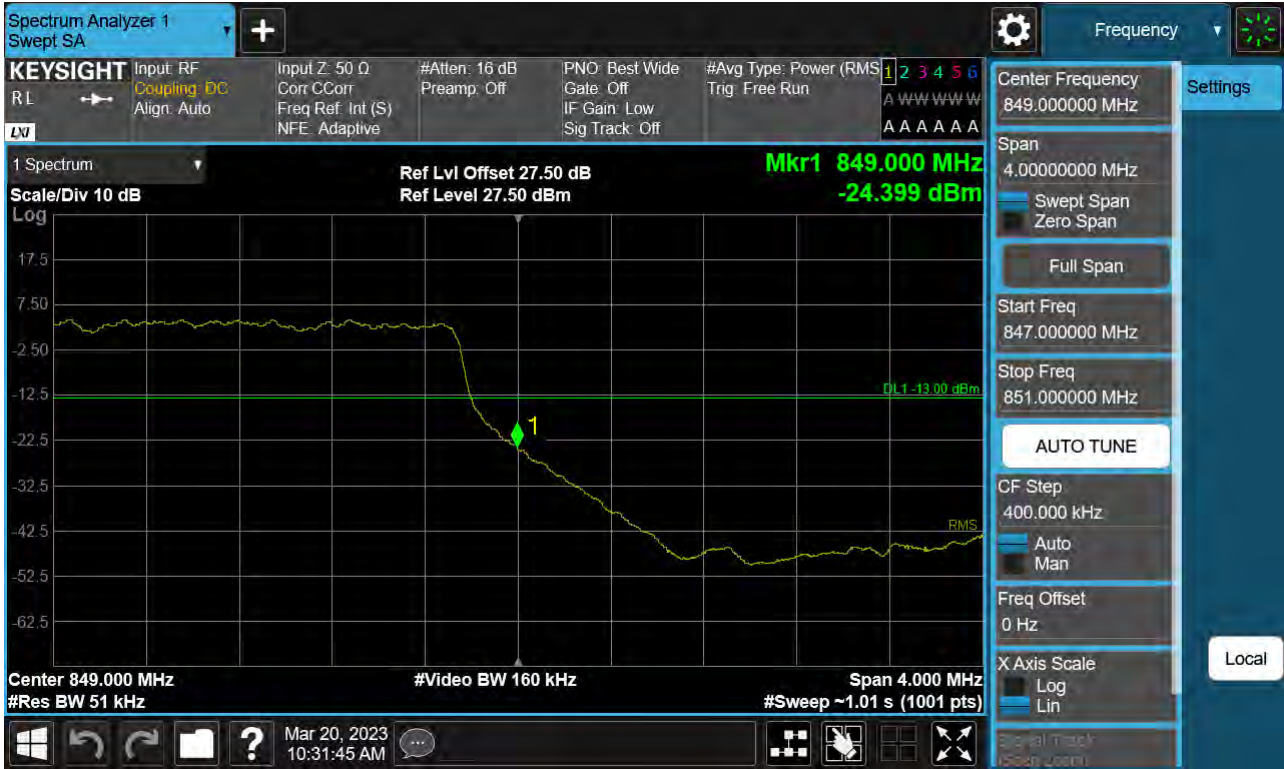 Spectrum Analyzer 1
Swept SA
+
Frequency
KEYSIGHT
RL
LXI
Input: RF
Coupling: DC
Align: Auto
Input Z: 50 Ω
Corr CCorr
Freq Ref: Int (S)
NFE: Adaptive
#Atten: 16 dB
Preamp: Off
PNO: Best Wide
Gate: Off
IF Gain: Low
Sig Track: Off
#Avg Type: Power (RMS
Trig: Free Run
1 2 3 4 5 6
A W W W W W
A A A A A A
1 Spectrum
Scale/Div 10 dB
Log
Ref Lvl Offset 27.50 dB
Ref Level 27.50 dBm
Mkr1 849.000 MHz
-24.399 dBm
17.5
7.50
-2.50
-12.5
-22.5
-32.5
-42.5
-52.5
-62.5
DL1 -13.00 dBm
1
RMS
Center 849.000 MHz
#Res BW 51 kHz
#Video BW 160 kHz
Span 4.000 MHz
#Sweep ~1.01 s (1001 pts)
Center Frequency
849.000000 MHz
Settings
Span
4.00000000 MHz
Swept Span
Zero Span
Full Span
Start Freq
847.000000 MHz
Stop Freq
851.000000 MHz
AUTO TUNE
CF Step
400.000 kHz
Auto
Man
Freq Offset
0 Hz
X Axis Scale
Log
Lin
Signal Track
(Span Zoom)
Local
?
Mar 20, 2023
10:31:45 AM